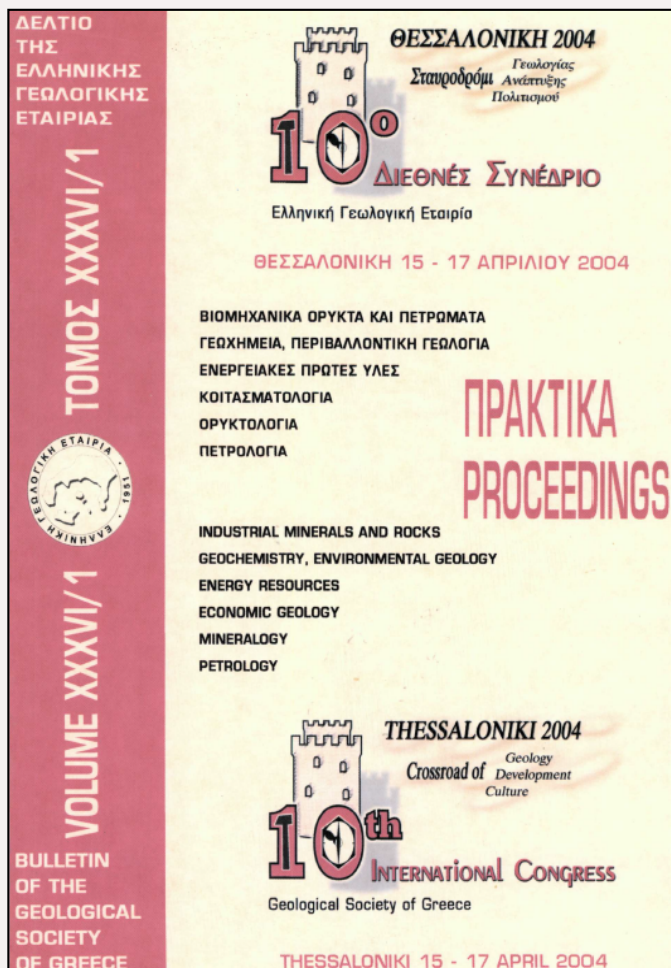 ΔΕΛΤΙΟ
ΤΗΣ
ΕΛΛΗΝΙΚΗΣ
ΓΕΩΛΟΓΙΚΗΣ
ΕΤΑΙΡΙΑΣ
ΤΟΜΟΣ XXXVI/1
ΕΛΛΗΝΙΚΗ ΓΕΩΛΟΓΙΚΗ ΕΤΑΙΡΙΑ · 1951 ·
VOLUME XXXVI/1
BULLETIN
OF THE
GEOLOGICAL
SOCIETY
OF GREECE
ΘΕΣΣΑΛΟΝΙΚΗ 2004
Σταυροδρόμι Γεωλογίας
Ανάπτυξης
Πολιτισμού
10ο ΔΙΕΘΝΈΣ ΣΥΝΈΔΡΙΟ
Ελληνική Γεωλογική Εταιρία
ΘΕΣΣΑΛΟΝΙΚΗ 15 - 17 ΑΠΡΙΛΙΟΥ 2004
ΒΙΟΜΗΧΑΝΙΚΑ ΟΡΥΚΤΑ ΚΑΙ ΠΕΤΡΩΜΑΤΑ
ΓΕΩΧΗΜΕΙΑ, ΠΕΡΙΒΑΛΛΟΝΤΙΚΗ ΓΕΩΛΟΓΙΑ
ΕΝΕΡΓΕΙΑΚΕΣ ΠΡΩΤΕΣ ΥΛΕΣ
ΚΟΙΤΑΣΜΑΤΟΛΟΓΙΑ
ΟΡΥΚΤΟΛΟΓΙΑ
ΠΕΤΡΟΛΟΓΙΑ
ΠΡΑΚΤΙΚΑ
PROCEEDINGS
INDUSTRIAL MINERALS AND ROCKS
GEOCHEMISTRY, ENVIRONMENTAL GEOLOGY
ENERGY RESOURCES
ECONOMIC GEOLOGY
MINERALOGY
PETROLOGY
THESSALONIKI 2004
Crossroad of Geology
Development
Culture
10th INTERNATIONAL CONGRESS
Geological Society of Greece
THESSALONIKI 15 - 17 APRIL 2004